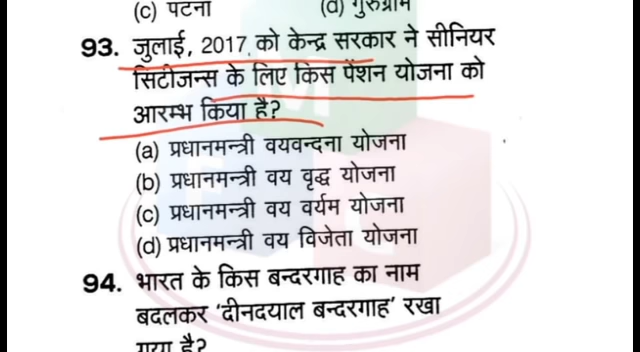 (c) पटना (d) गुरुग्राम
93. जुलाई, 2017 को केन्द्र सरकार ने सीनियर
सिटीजन्स के लिए किस पेंशन योजना को
आरम्भ किया है?
(a) प्रधानमन्त्री वयवन्दना योजना
(b) प्रधानमन्त्री वय वृद्ध योजना
(c) प्रधानमन्त्री वय वर्यम योजना
(d) प्रधानमन्त्री वय विजेता योजना
94. भारत के किस बन्दरगाह का नाम
बदलकर ‘दीनदयाल बन्दरगाह’ रखा
गया है?